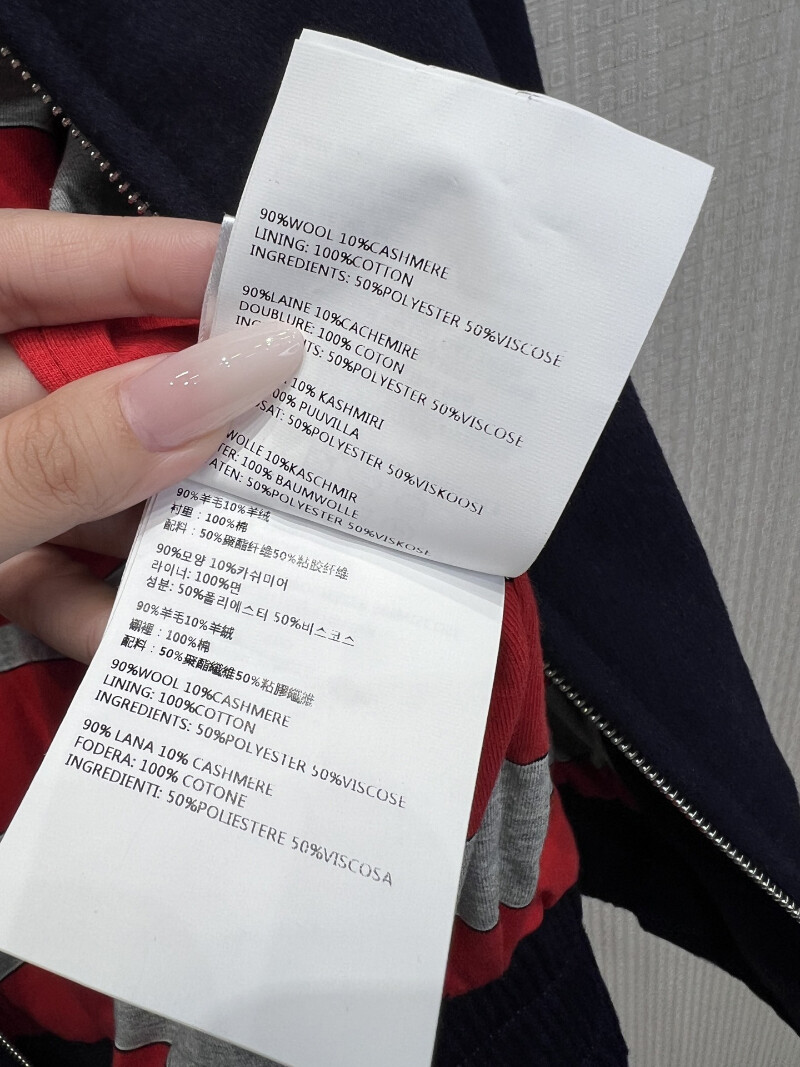 90%WOOL 10%CASHMERE
LINING: 100%COTTON
INGREDIENTS: 50%POLYESTER 50%VISCOSE
90%LAINE 10%CACHEMIRE
DOUBLURE: 100% COTON
50%POLYESTER 50%VISCOSE
10% KASHMIRI
PUUVILLA
50%POLYESTER 50%VISKOOSI
10%KASCHMIR
100% BAUMWOLLE
50%POLYESTER 50%VISKOSE
90%羊毛10%羊绒
衬里：100%棉
配料：50%聚酯纤维50%粘胶纤维
90%모양 10%카쉬미어
라이너: 100%면
성분: 50%폴리에스터 50%비스코스
90%羊毛10%羊絨
襯裡：100%棉
配料：50%聚酯纖維50%粘膠纖維
90%WOOL 10%CASHMERE
LINING: 100%COTTON
INGREDIENTS: 50%POLYESTER 50%VISCOSE
90% LANA 10% CASHMERE
FODERA: 100% COTONE
INGREDIENTI: 50%POLIESTERE 50%VISCOSA